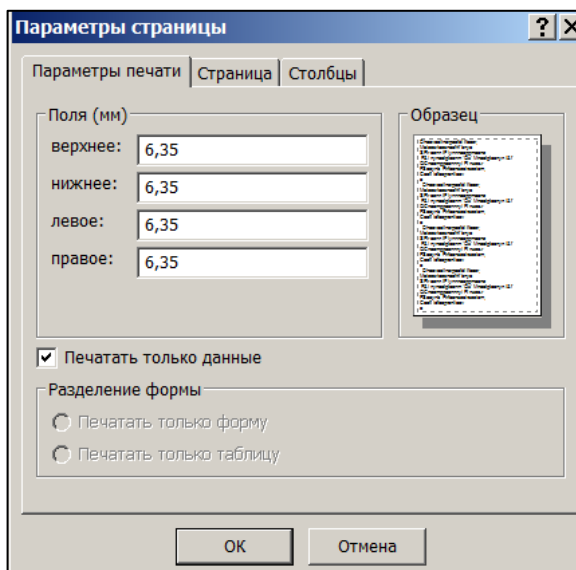 Параметры страницы
Параметры печати Страница Столбцы
Поля (мм)
верхнее: 6,35
нижнее: 6,35
левое: 6,35
правое: 6,35
Образец
Печатать только данные
Разделение формы
Печатать только форму
Печатать только таблицу
ОК Отмена